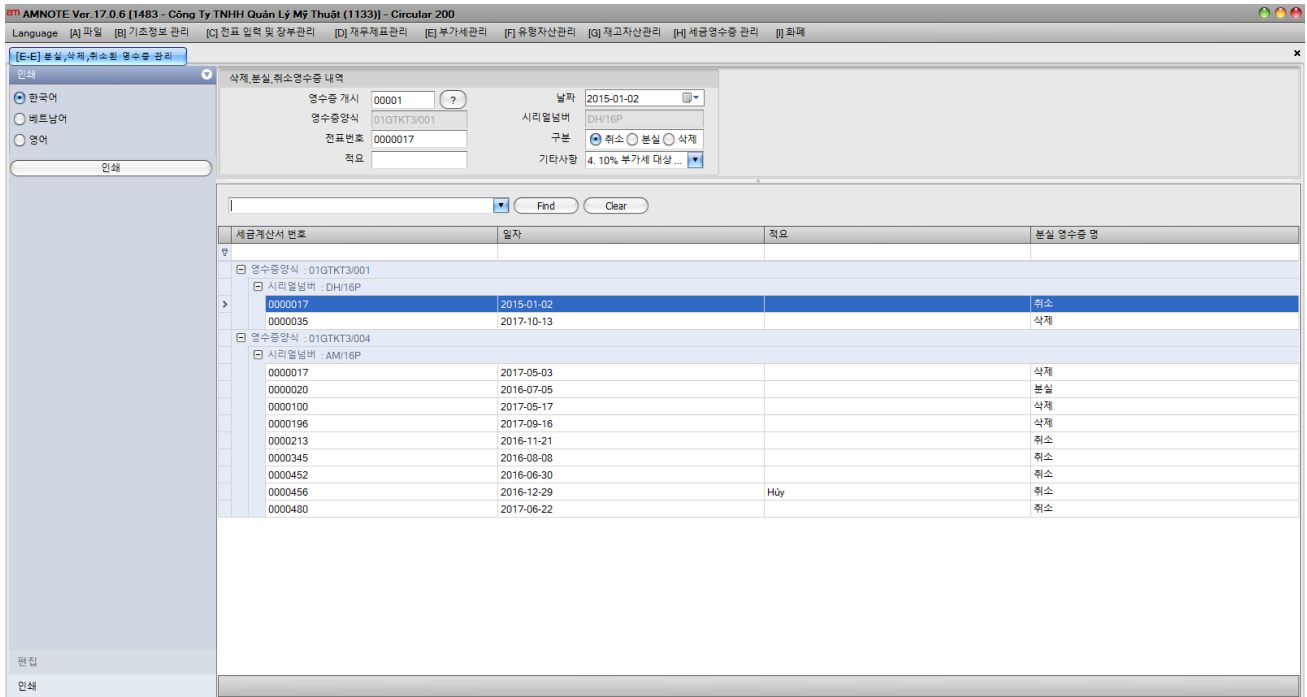 am AMNOTE Ver.17.0.6 [1483 - Công Ty TNHH Quản Lý Mỹ Thuật (1133)] - Circular 200
Language [A] 파일 [B] 기초정보 관리 [C] 전표 입력 및 장부관리 [D] 재무제표관리 [E] 부가세관리 [F] 유형자산관리 [G] 재고자산관리 [H] 세금영수증 관리 [I] 화폐
[E-E] 분실,삭제,취소된 영수증 관리 x
인쇄
한국어
베트남어
영어
인쇄
삭제,분실,취소영수증 내역
영수증 개시 00001 ? 날짜 2015-01-02
영수증양식 01GTKT3/001 시리얼넘버 DH/16P
전표번호 0000017 구분 취소 분실 삭제
적요 기타사항 4. 10% 부가세 대상 ...
Find Clear
세금계산서 번호 일자 적요 분실 영수증 명
영수증양식 : 01GTKT3/001
시리얼넘버 : DH/16P
0000017 2015-01-02 취소
0000035 2017-10-13 삭제
영수증양식 : 01GTKT3/004
시리얼넘버 : AM/16P
0000017 2017-05-03 삭제
0000020 2016-07-05 분실
0000100 2017-05-17 삭제
0000196 2017-09-16 삭제
0000213 2016-11-21 취소
0000345 2016-08-08 취소
0000452 2016-06-30 취소
0000456 2016-12-29 Hủy 취소
0000480 2017-06-22 취소
편집
인쇄